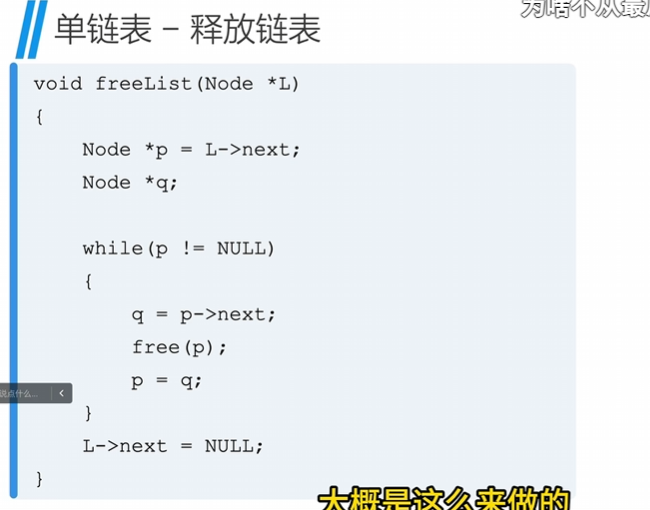 为啥不从最
单链表 - 释放链表
void freeList(Node *L)
{
    Node *p = L->next;
    Node *q;
    while(p != NULL)
    {
        q = p->next;
        free(p);
        p = q;
    }
    L->next = NULL;
}
说点什么...
大概是这么来做的